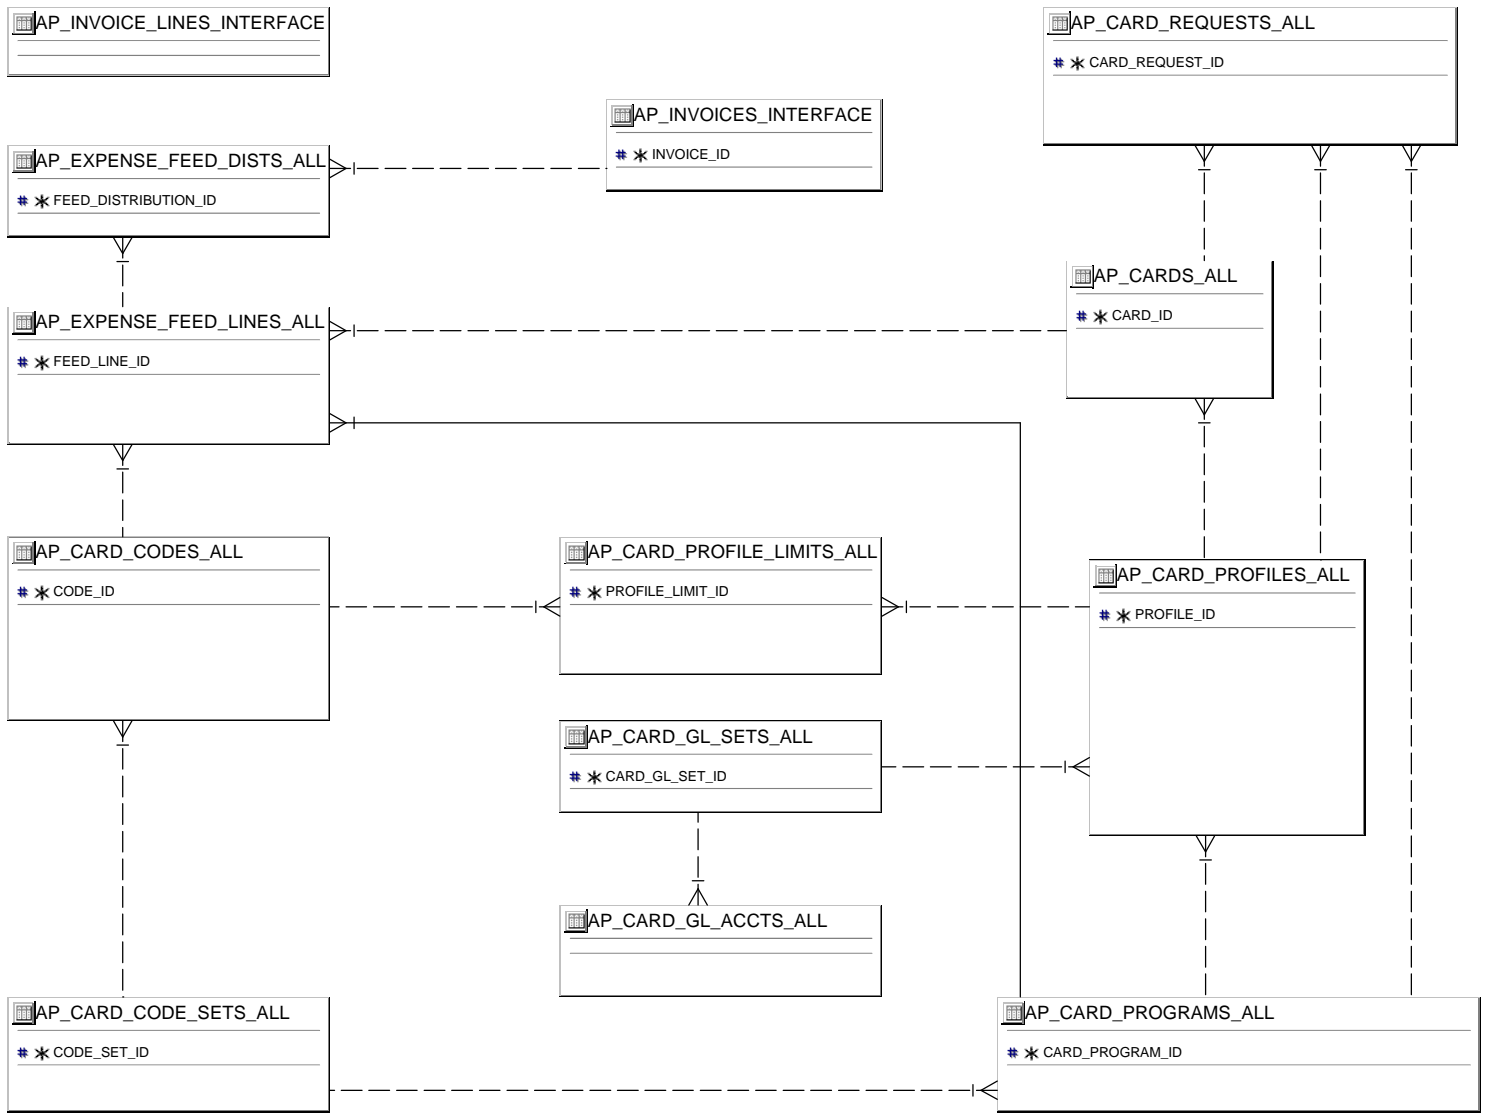 AP_INVOICE_LINES_INTERFACE
AP_CARD_REQUESTS_ALL
# * CARD_REQUEST_ID
AP_INVOICES_INTERFACE
# * INVOICE_ID
AP_EXPENSE_FEED_DISTS_ALL
# * FEED_DISTRIBUTION_ID
AP_CARDS_ALL
# * CARD_ID
AP_EXPENSE_FEED_LINES_ALL
# * FEED_LINE_ID
AP_CARD_CODES_ALL
# * CODE_ID
AP_CARD_PROFILE_LIMITS_ALL
# * PROFILE_LIMIT_ID
AP_CARD_PROFILES_ALL
# * PROFILE_ID
AP_CARD_GL_SETS_ALL
# * CARD_GL_SET_ID
AP_CARD_GL_ACCTS_ALL
AP_CARD_CODE_SETS_ALL
# * CODE_SET_ID
AP_CARD_PROGRAMS_ALL
# * CARD_PROGRAM_ID